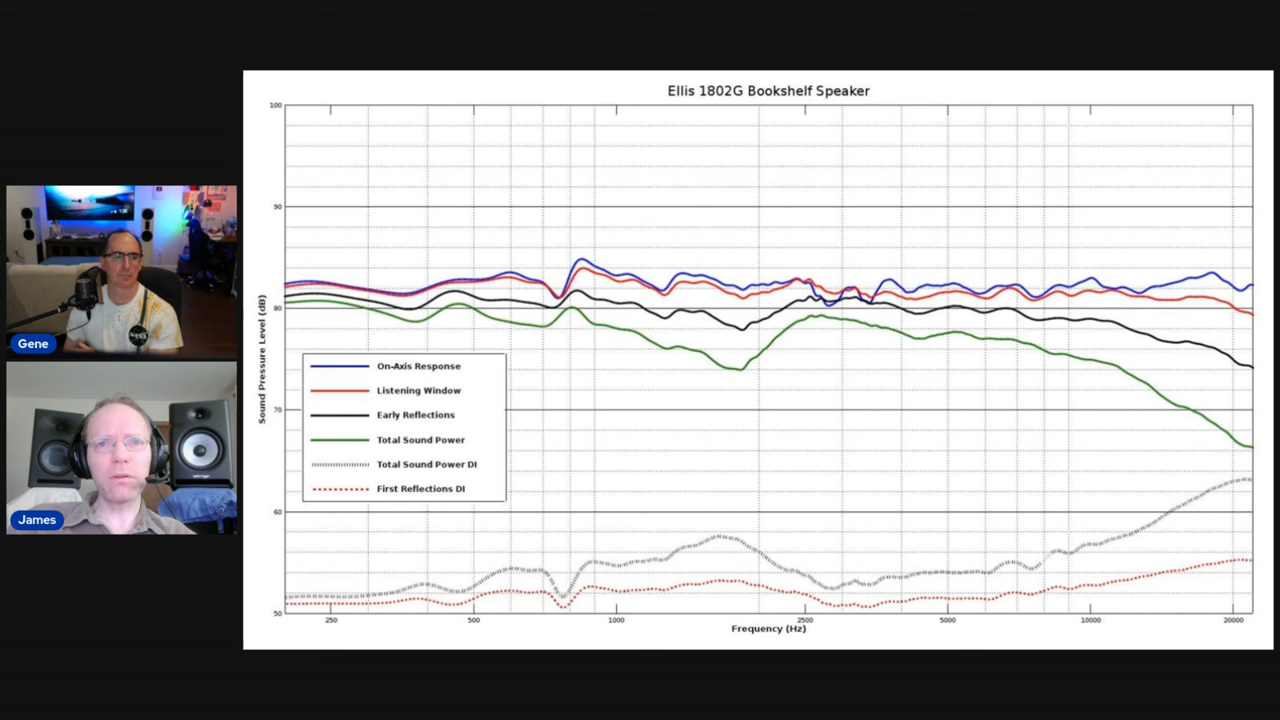 Ellis 1802G Bookshelf Speaker
100
90
80
70
60
50
Sound Pressure Level (dB)
On-Axis Response
Listening Window
Early Reflections
Total Sound Power
Total Sound Power DI
First Reflections DI
250
500
1000
2500
5000
10000
20000
Frequency (Hz)
Gene
NASA
James
behringer